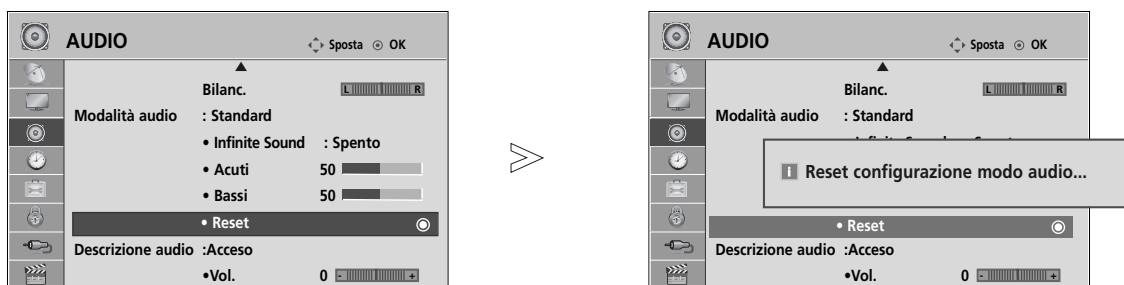 AUDIO
Sposta OK
Bilanc. L R
Modalità audio : Standard
• Infinite Sound : Spento
• Acuti 50
• Bassi 50
• Reset
Descrizione audio :Acceso
•Vol. 0 - +
AUDIO
Sposta OK
Bilanc. L R
Modalità audio : Standard
i Reset configurazione modo audio...
• Reset
Descrizione audio :Acceso
•Vol. 0 - +